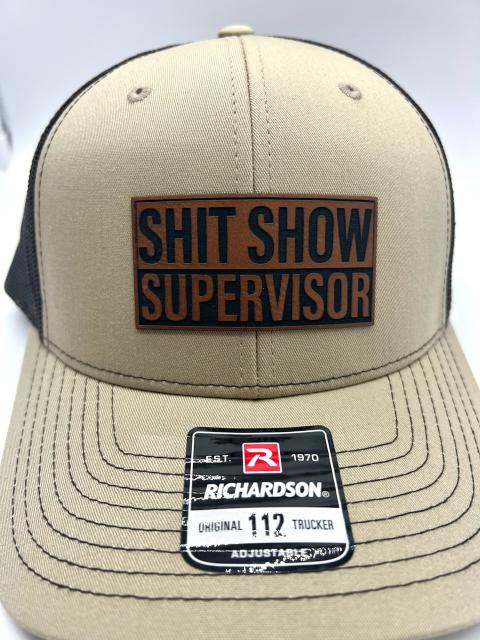 SHIT SHOW
SUPERVISOR
EST. R 1970
RICHARDSON®
ORIGINAL 112 TRUCKER
ADJUSTABLE